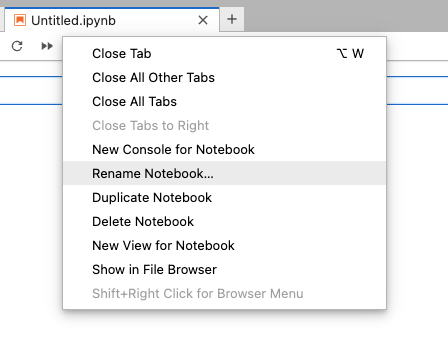 Untitled.ipynb
Close Tab ⌥ W
Close All Other Tabs
Close All Tabs
Close Tabs to Right
New Console for Notebook
Rename Notebook…
Duplicate Notebook
Delete Notebook
New View for Notebook
Show in File Browser
Shift+Right Click for Browser Menu